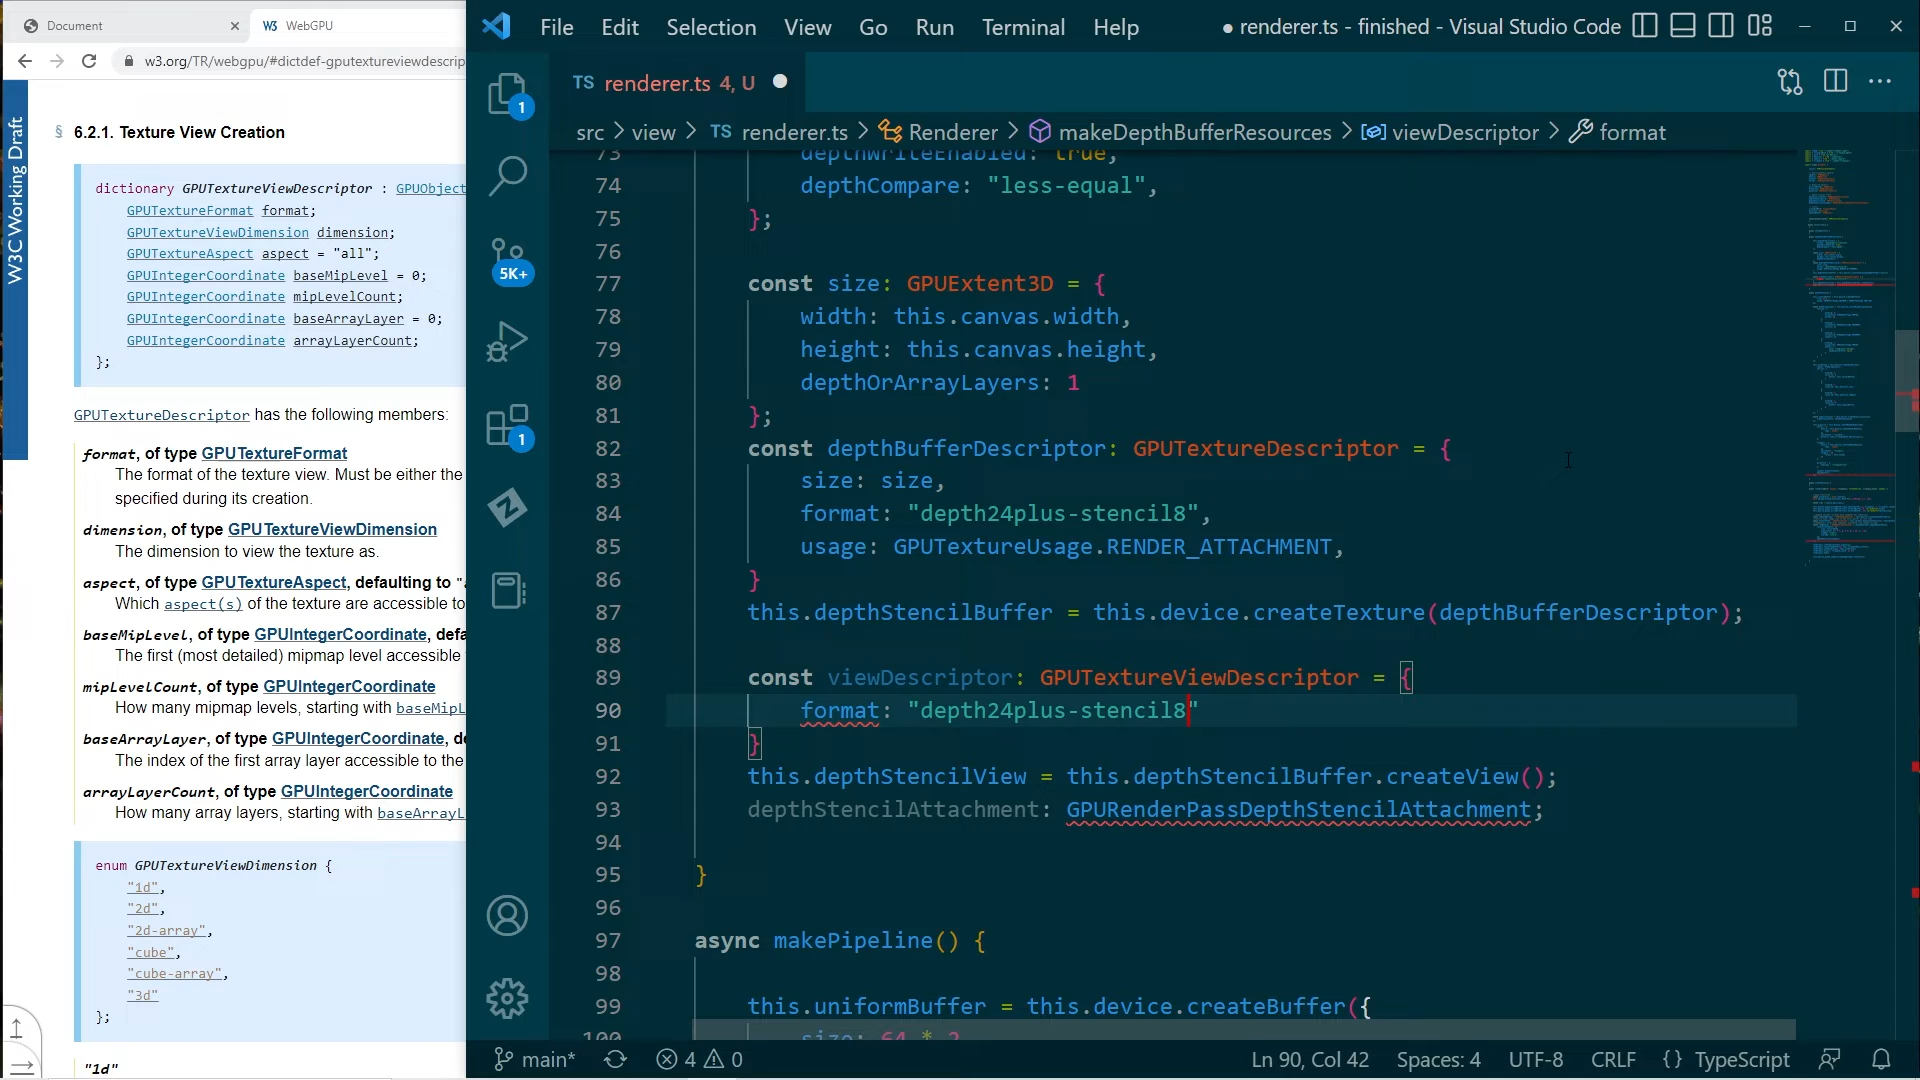 Document
WebGPU
w3.org/TR/webgpu/#dictdef-gputextureviewdescrip
W3C Working Draft
§ 6.2.1. Texture View Creation
dictionary GPUTextureViewDescriptor : GPUObject
GPUTextureFormat format;
GPUTextureViewDimension dimension;
GPUTextureAspect aspect = "all";
GPUIntegerCoordinate baseMipLevel = 0;
GPUIntegerCoordinate mipLevelCount;
GPUIntegerCoordinate baseArrayLayer = 0;
GPUIntegerCoordinate arrayLayerCount;
};
GPUTextureDescriptor has the following members:
format, of type GPUTextureFormat
The format of the texture view. Must be either the
specified during its creation.
dimension, of type GPUTextureViewDimension
The dimension to view the texture as.
aspect, of type GPUTextureAspect, defaulting to "
Which aspect(s) of the texture are accessible to
baseMipLevel, of type GPUIntegerCoordinate, defa
The first (most detailed) mipmap level accessible
mipLevelCount, of type GPUIntegerCoordinate
How many mipmap levels, starting with baseMipL
baseArrayLayer, of type GPUIntegerCoordinate, de
The index of the first array layer accessible to the
arrayLayerCount, of type GPUIntegerCoordinate
How many array layers, starting with baseArrayL
enum GPUTextureViewDimension {
"1d",
"2d",
"2d-array",
"cube",
"cube-array",
"3d"
};
"1d"
File Edit Selection View Go Run Terminal Help
● renderer.ts - finished - Visual Studio Code
TS renderer.ts 4, U
src > view > TS renderer.ts > Renderer > makeDepthBufferResources > viewDescriptor > format
1
5K+
1
73 depthWriteEnabled: true,
74 depthCompare: "less-equal",
75 };
76
77 const size: GPUExtent3D = {
78 width: this.canvas.width,
79 height: this.canvas.height,
80 depthOrArrayLayers: 1
81 };
82 const depthBufferDescriptor: GPUTextureDescriptor = {
83 size: size,
84 format: "depth24plus-stencil8",
85 usage: GPUTextureUsage.RENDER_ATTACHMENT,
86 }
87 this.depthStencilBuffer = this.device.createTexture(depthBufferDescriptor);
88
89 const viewDescriptor: GPUTextureViewDescriptor = {
90 format: "depth24plus-stencil8"
91 }
92 this.depthStencilView = this.depthStencilBuffer.createView();
93 depthStencilAttachment: GPURenderPassDepthStencilAttachment;
94
95 }
96
97 async makePipeline() {
98
99 this.uniformBuffer = this.device.createBuffer({
100 size: 64 * 2
main* 4 0
Ln 90, Col 42 Spaces: 4 UTF-8 CRLF {} TypeScript